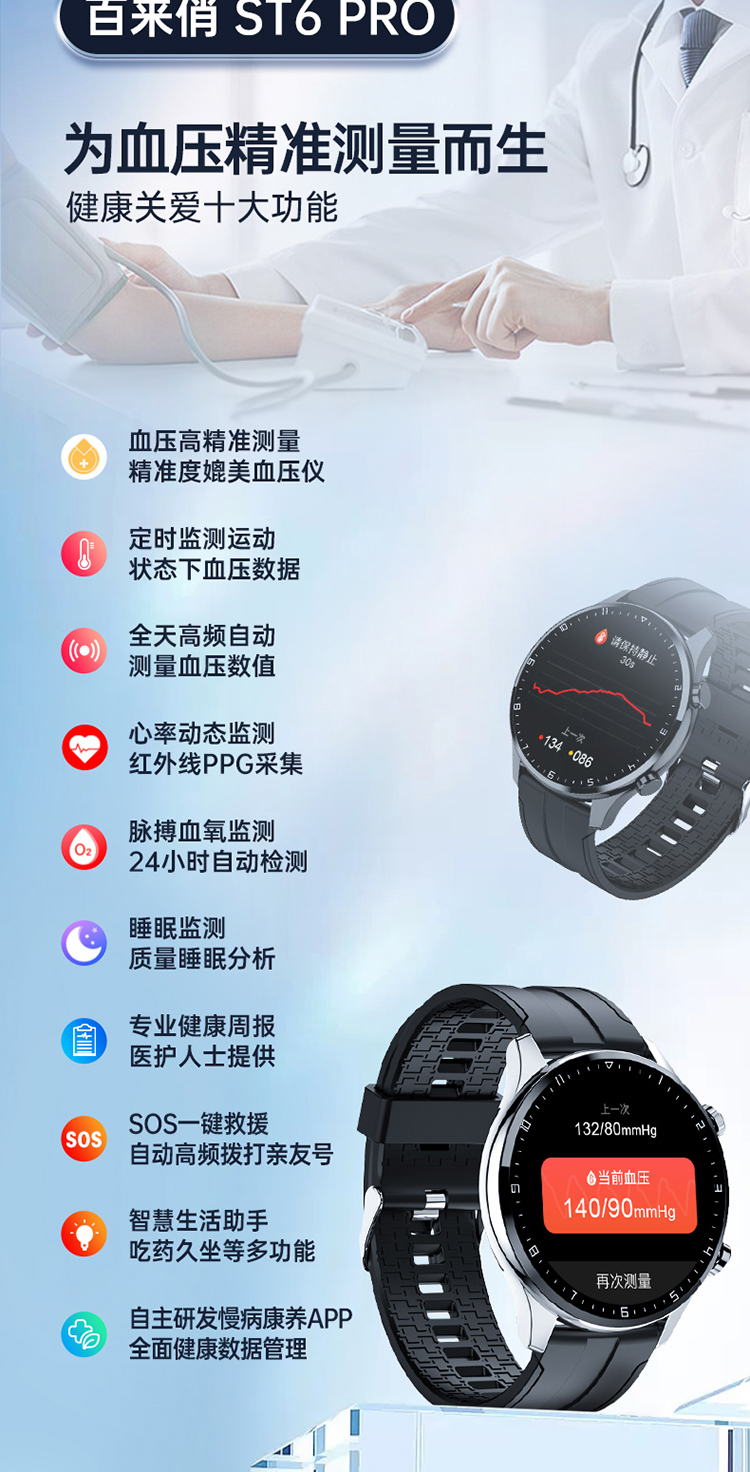 百来俏 ST6 PRO
为血压精准测量而生
健康关爱十大功能
血压高精准测量
精准度媲美血压仪
定时监测运动
状态下血压数据
全天高频自动
测量血压数值
心率动态监测
红外线PPG采集
脉搏血氧监测
O2
24小时自动检测
睡眠监测
质量睡眠分析
专业健康周报
医护人士提供
SOS
SOS一键救援
自动高频拨打亲友号
智慧生活助手
吃药久坐等多功能
自主研发慢病康养APP
全面健康数据管理
请保持静止
30s
上一次
134 086
上一次
132/80mmHg
当前血压
140/90mmHg
再次测量